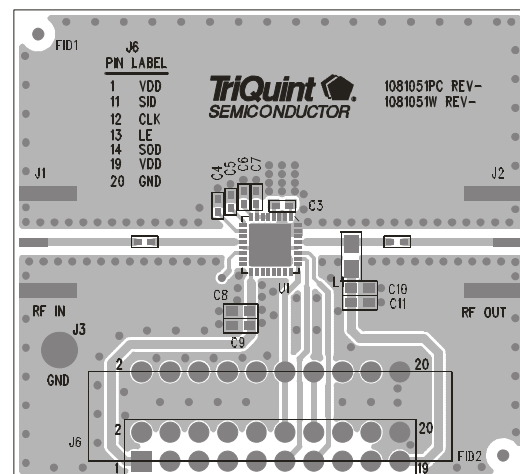 FID1
J6
PIN LABEL
1 VDD
11 SID
12 CLK
13 LE
14 SOD
19 VDD
20 GND
TriQuint
SEMICONDUCTOR
1081051PC REV-
1081051W REV-
J1
J2
C4
C5
C6
C7
C3
U1
L1
C8
C9
C10
C11
RF IN
RF OUT
J3
GND
2
20
J6
2
20
1
19
FID2